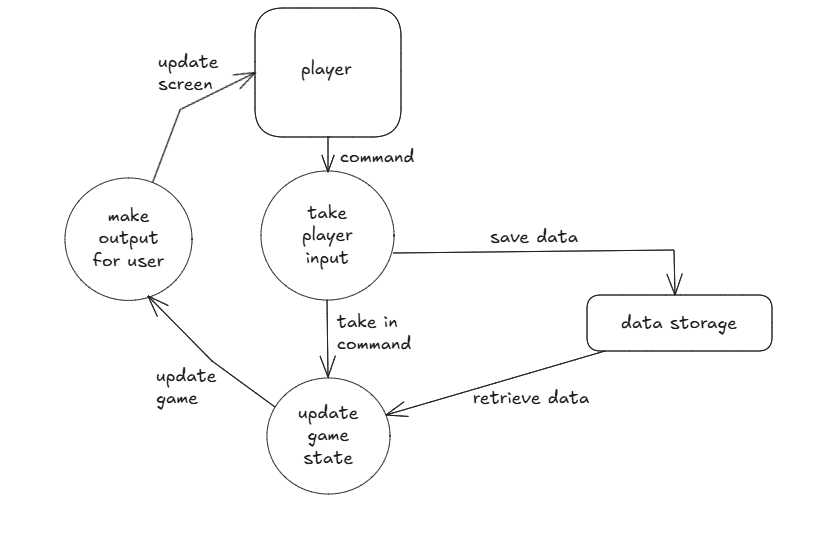 update
screen
player
command
make
output
for user
take
player
input
save data
data storage
take in
command
update
game
retrieve data
update
game
state